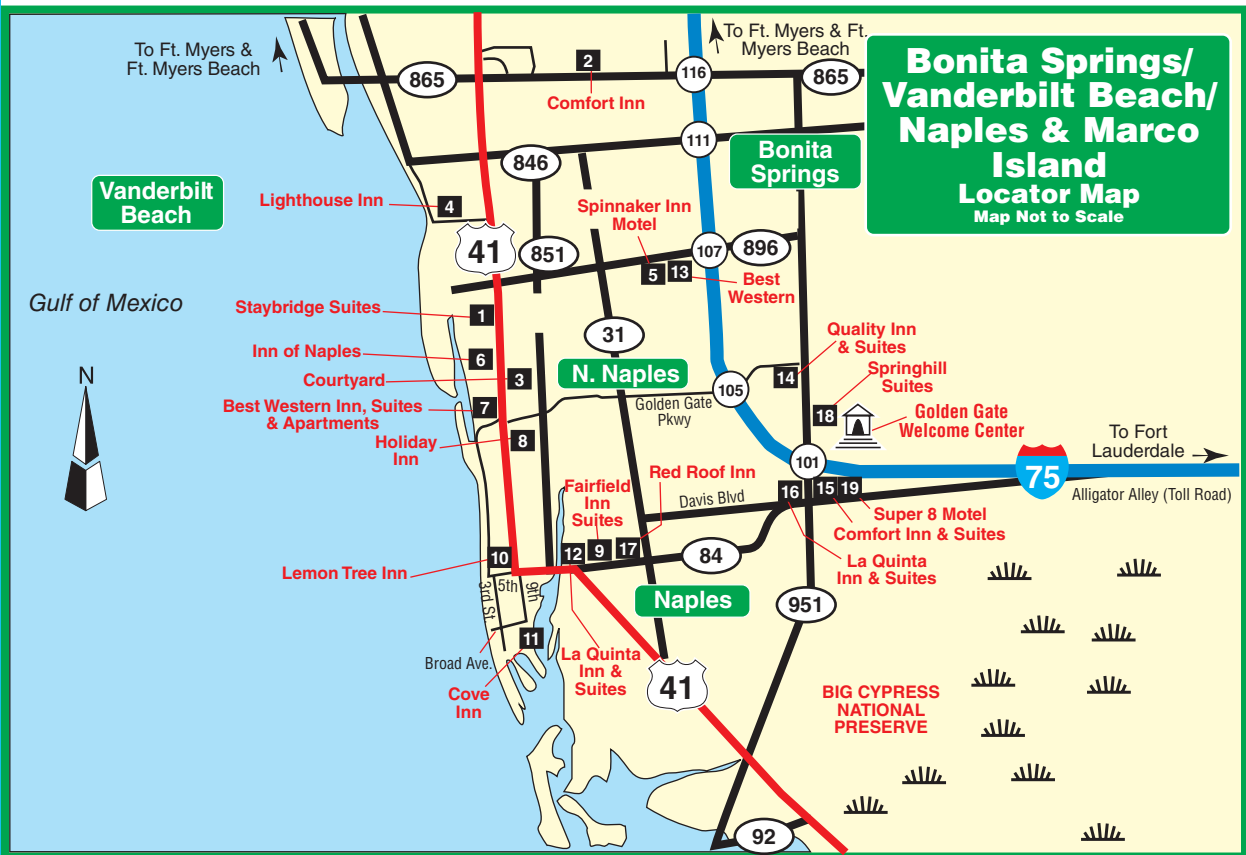 To Ft. Myers &
Ft. Myers Beach
To Ft. Myers & Ft.
Myers Beach
Bonita Springs/
Vanderbilt Beach/
Naples & Marco
Island
Locator Map
Map Not to Scale
2
865
116
865
Comfort Inn
111
846
Bonita
Springs
Vanderbilt
Beach
Lighthouse Inn
4
Spinnaker Inn
Motel
41
851
107
896
5
13
Best
Western
Gulf of Mexico
Staybridge Suites
1
31
Quality Inn
& Suites
Inn of Naples
6
Courtyard
3
N. Naples
14
Springhill
Suites
N
105
Best Western Inn, Suites
& Apartments
7
Golden Gate
Pkwy
18
Golden Gate
Welcome Center
Holiday
Inn
8
To Fort
Lauderdale
101
75
Red Roof Inn
Fairfield
Inn
Suites
Davis Blvd
16
15
19
Alligator Alley (Toll Road)
Super 8 Motel
Comfort Inn & Suites
10
12
9
17
84
La Quinta
Inn & Suites
Lemon Tree Inn
3rd St.
5th
9th
Naples
951
11
Broad Ave.
La Quinta
Inn &
Suites
41
Cove
Inn
BIG CYPRESS
NATIONAL
PRESERVE
92